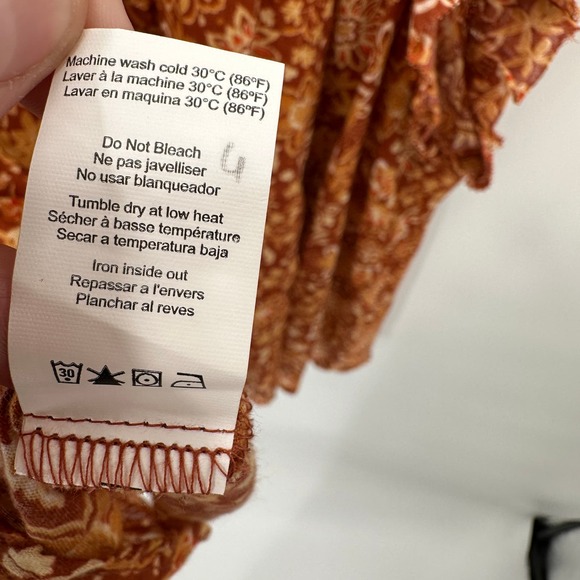 Machine wash cold 30°C (86°F)
Laver à la machine 30°C (86°F)
Lavar en maquina 30°C (86°F)
Do Not Bleach
Ne pas javelliser
No usar blanqueador
4
Tumble dry at low heat
Sécher à basse température
Secar a temperatura baja
Iron inside out
Repassar a l'envers
Planchar al reves
30